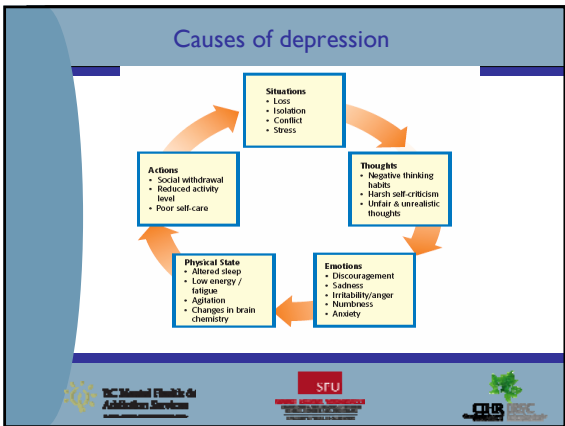 Causes of depression
Situations
• Loss
• Isolation
• Conflict
• Stress
Thoughts
• Negative thinking
habits
• Harsh self-criticism
• Unfair & unrealistic
thoughts
Emotions
• Discouragement
• Sadness
• Irritability/anger
• Numbness
• Anxiety
Physical State
• Altered sleep
• Low energy /
fatigue
• Agitation
• Changes in brain
chemistry
Actions
• Social withdrawal
• Reduced activity
level
• Poor self-care
BC Mental Health &
Addiction Services
SFU
CIHR IRSC